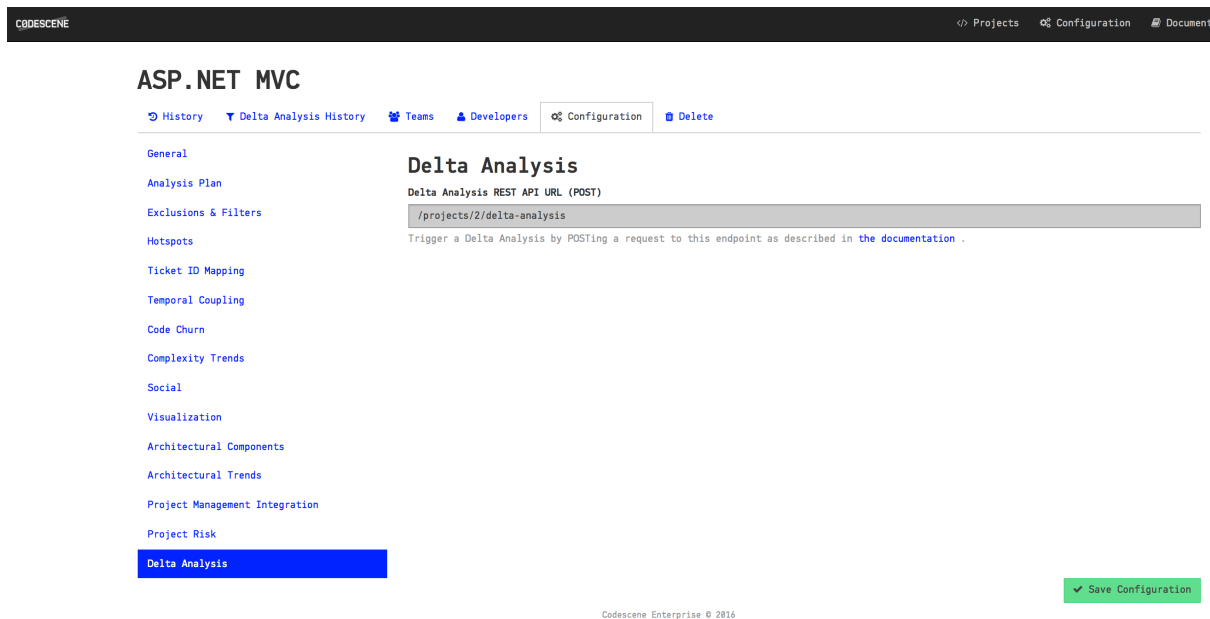 CODESCENE
Projects Configuration Document
ASP.NET MVC
History Delta Analysis History Teams Developers Configuration Delete
General
Analysis Plan
Exclusions & Filters
Hotspots
Ticket ID Mapping
Temporal Coupling
Code Churn
Complexity Trends
Social
Visualization
Architectural Components
Architectural Trends
Project Management Integration
Project Risk
Delta Analysis
Delta Analysis
Delta Analysis REST API URL (POST)
/projects/2/delta-analysis
Trigger a Delta Analysis by POSTing a request to this endpoint as described in the documentation .
Save Configuration
Codescene Enterprise © 2016